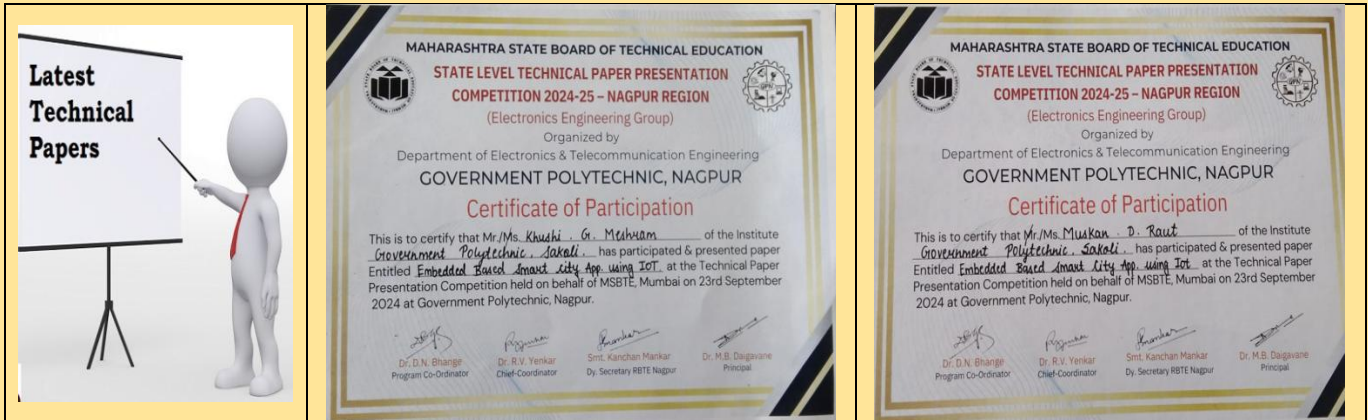 Latest
Technical
Papers
MAHARASHTRA STATE BOARD OF TECHNICAL EDUCATION
STATE LEVEL TECHNICAL PAPER PRESENTATION
COMPETITION 2024-25 – NAGPUR REGION
(Electronics Engineering Group)
Organized by
Department of Electronics & Telecommunication Engineering
GOVERNMENT POLYTECHNIC, NAGPUR
Certificate of Participation
This is to certify that Mr./Ms. Khushi . G. Meshram of the Institute
Government Polytechnic, Sakoli. has participated & presented paper
Entitled Embedded Based Smart City App. using IOT at the Technical Paper
Presentation Competition held on behalf of MSBTE, Mumbai on 23rd September
2024 at Government Polytechnic, Nagpur.
Dr. D.N. Bhange Dr. R.V. Yenkar Smt. Kanchan Mankar Dr. M.B. Daigavane
Program Co-Ordinator Chief-Coordinator Dy. Secretary RBTE Nagpur Principal
MAHARASHTRA STATE BOARD OF TECHNICAL EDUCATION
STATE LEVEL TECHNICAL PAPER PRESENTATION
COMPETITION 2024-25 – NAGPUR REGION
(Electronics Engineering Group)
Organized by
Department of Electronics & Telecommunication Engineering
GOVERNMENT POLYTECHNIC, NAGPUR
Certificate of Participation
This is to certify that Mr./Ms. Muskan . D. Raut of the Institute
Government Polytechnic, Sakoli. has participated & presented paper
Entitled Embedded Based Smart City App. using Iot at the Technical Paper
Presentation Competition held on behalf of MSBTE, Mumbai on 23rd September
2024 at Government Polytechnic, Nagpur.
Dr. D.N. Bhange Dr. R.V. Yenkar Smt. Kanchan Mankar Dr. M.B. Daigavane
Program Co-Ordinator Chief-Coordinator Dy. Secretary RBTE Nagpur Principal